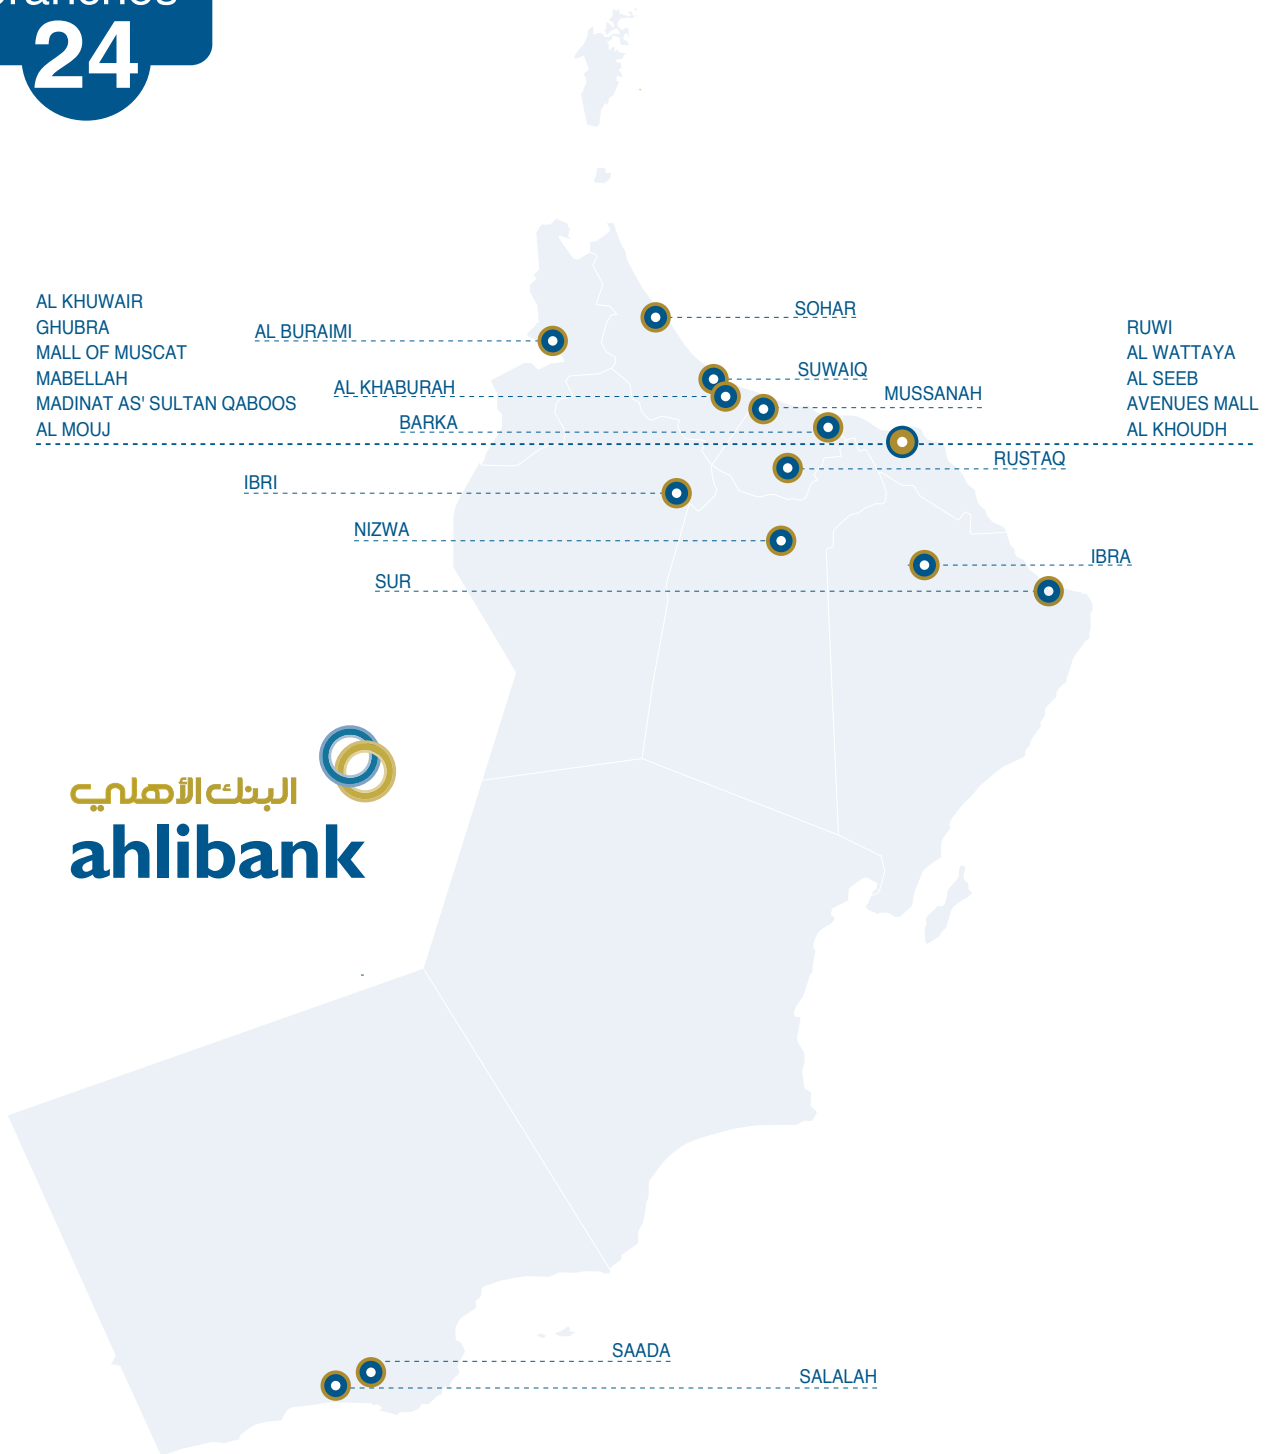 branches
24
AL KHUWAIR
GHUBRA
MALL OF MUSCAT
MABELLAH
MADINAT AS' SULTAN QABOOS
AL MOUJ
AL BURAIMI
AL KHABURAH
BARKA
SOHAR
SUWAIQ
MUSSANAH
RUWI
AL WATTAYA
AL SEEB
AVENUES MALL
AL KHOUDH
RUSTAQ
IBRI
NIZWA
IBRA
SUR
البنك الأهلي
ahlibank
SAADA
SALALAH